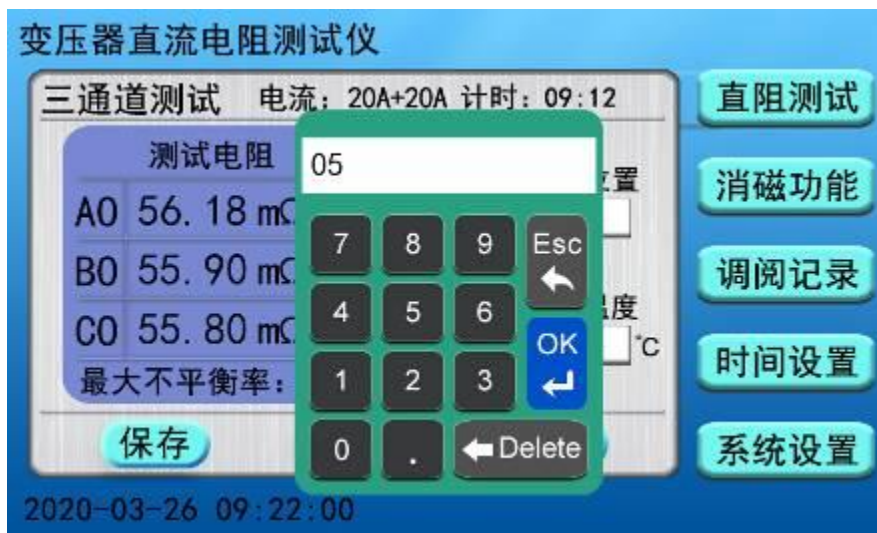 变压器直流电阻测试仪
三通道测试 电流: 20A+20A 计时: 09:12
测试电阻
A0 56.18 mΩ
B0 55.90 mΩ
C0 55.80 mΩ
最大不平衡率:
置
度
℃
保存
05
7 8 9 Esc
4 5 6
OK
1 2 3
0 . Delete
直阻测试
消磁功能
调阅记录
时间设置
系统设置
2020-03-26 09:22:00